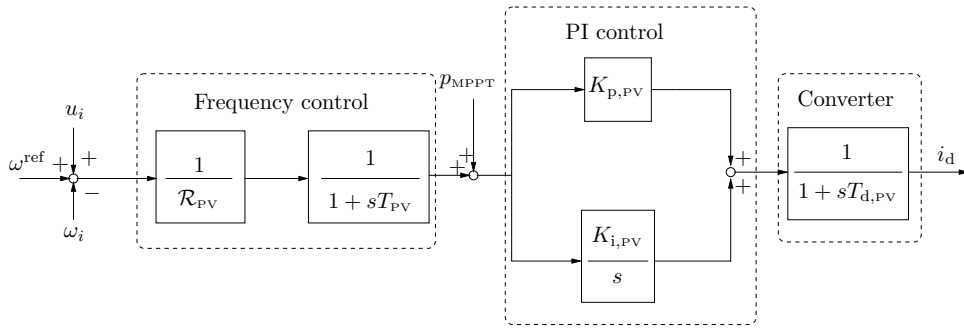 PI control
p_MPPT
K_p,PV
Frequency control
Converter
u_i
ω^ref
+
+
−
ω_i
1
R_PV
1
1 + sT_PV
+
+
+
+
1
1 + sT_d,PV
i_d
K_i,PV
s